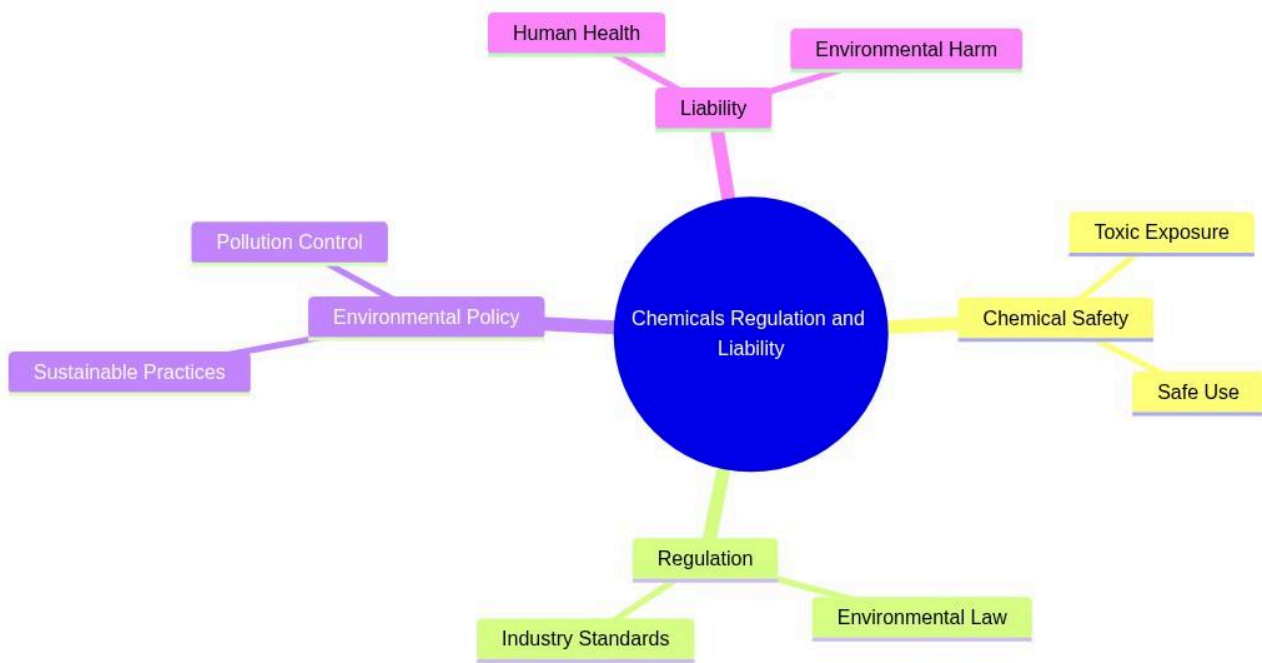 Human Health
Environmental Harm
Liability
Pollution Control
Toxic Exposure
Environmental Policy
Chemicals Regulation and
Liability
Chemical Safety
Sustainable Practices
Safe Use
Regulation
Environmental Law
Industry Standards